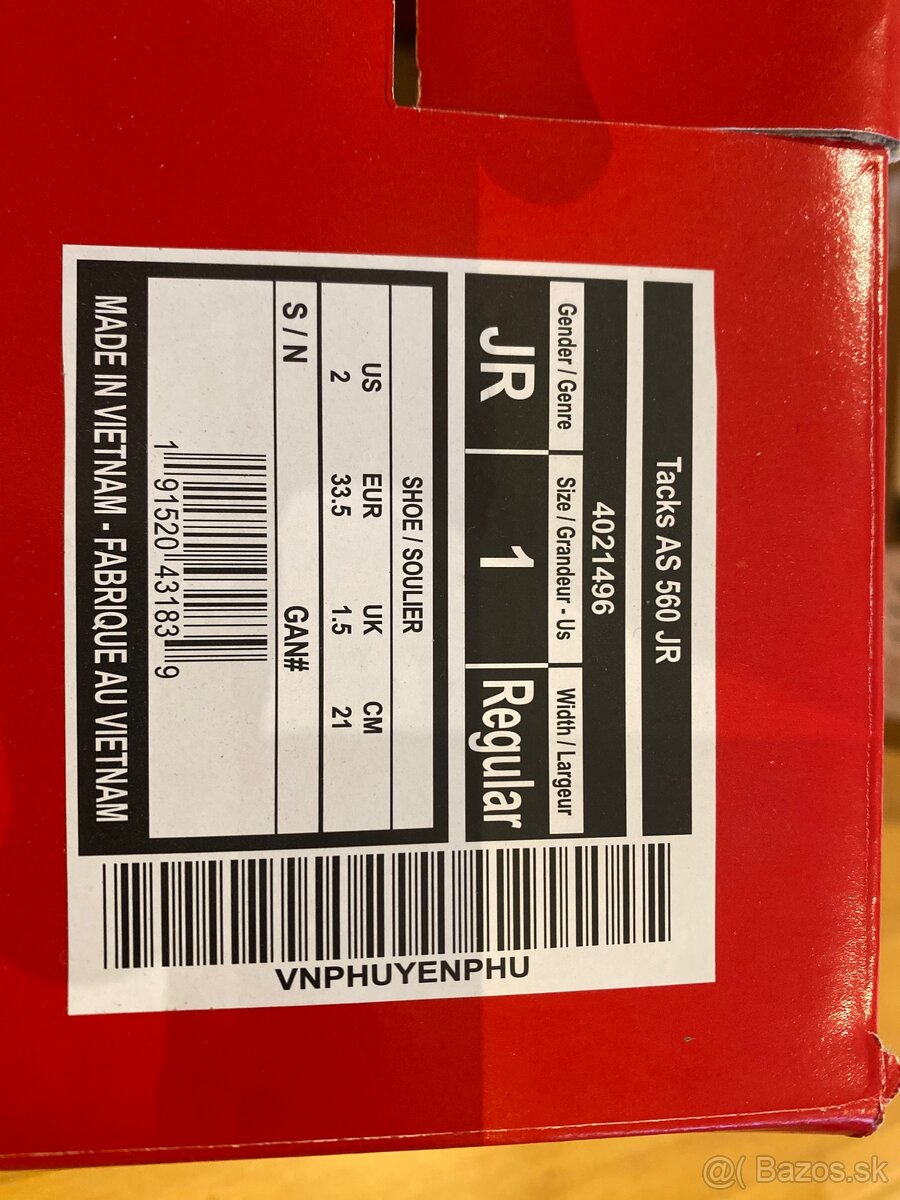 Tacks AS 560 JR
4021496
Gender / Genre Size / Grandeur - Us Width / Largeur
JR 1 Regular
SHOE / SOULIER
US EUR UK CM
2 33.5 1.5 21
S / N GAN#
1 91520 43183 9
MADE IN VIETNAM - FABRIQUE AU VIETNAM
VNPHUYENPHU
@( Bazos.sk